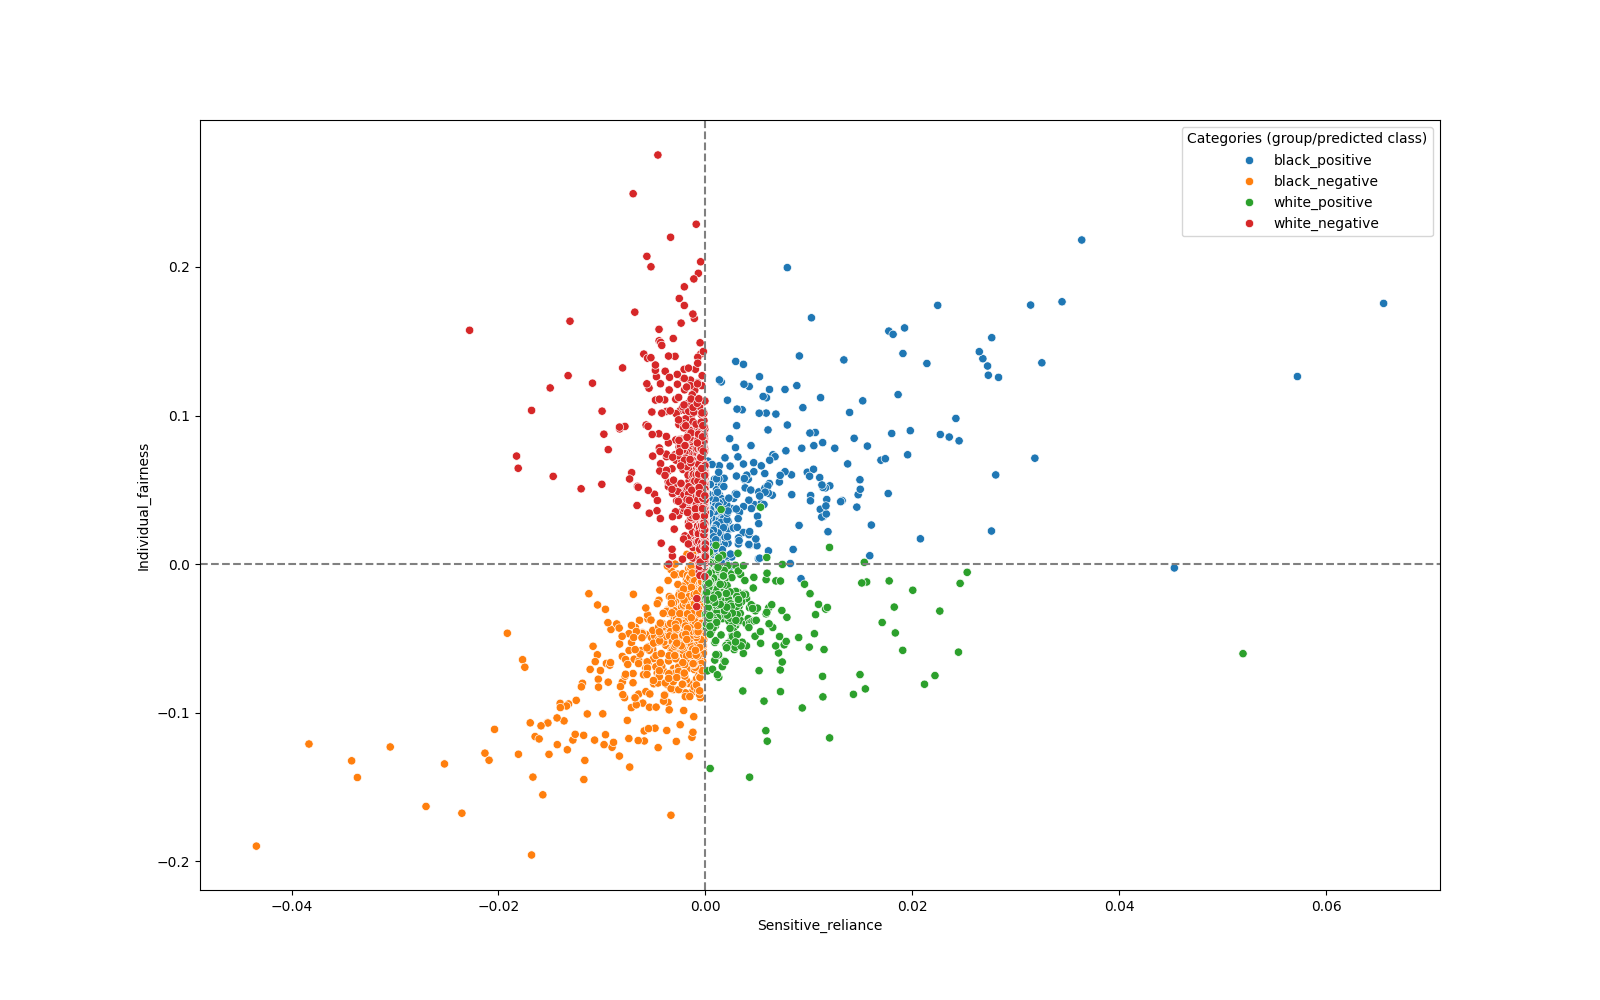 Categories (group/predicted class)
black_positive
black_negative
white_positive
white_negative
Individual_fairness
0.2
0.1
0.0
−0.1
−0.2
−0.04
−0.02
0.00
0.02
0.04
0.06
Sensitive_reliance